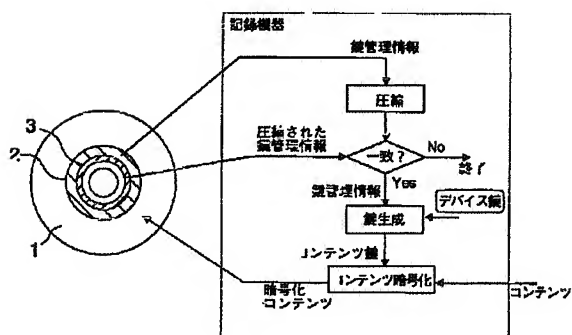 記録機器
鍵管理情報
圧縮
3
2
1
圧縮された
鍵管理情報
一致?
No
終了
Yes
鍵管理情報
デバイス鍵
鍵生成
コンテンツ鍵
コンテンツ暗号化
暗号化
コンテンツ
コンテンツ